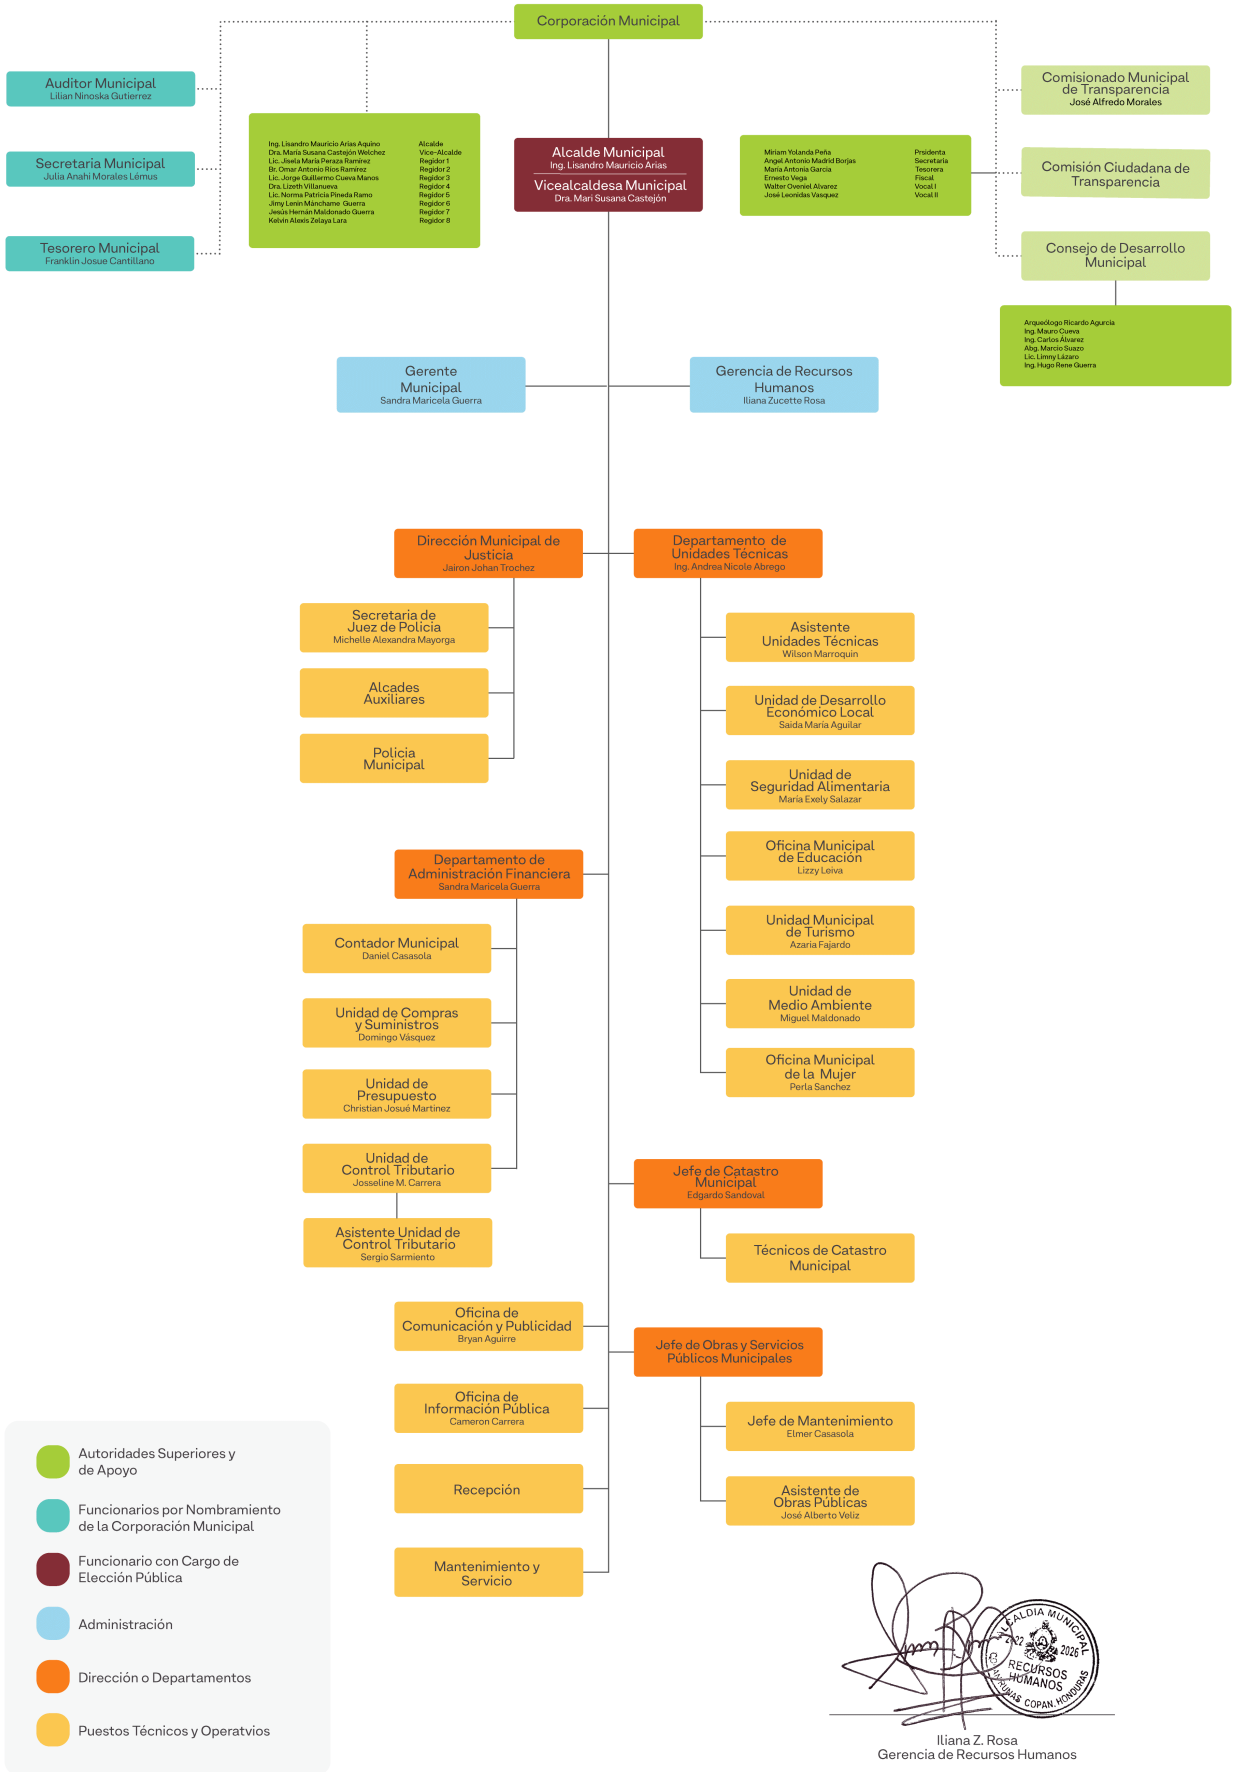 Corporación Municipal
Auditor Municipal
Lilian Ninoska Gutierrez
Secretaria Municipal
Julia Anahi Morales Lémus
Tesorero Municipal
Franklin Josue Cantillano
Ing. Lisandro Mauricio Arias Aquino Alcalde
Dra. María Susana Castejón Welchez Vice-Alcalde
Lic. Jisela María Peraza Ramírez Regidor 1
Br. Omar Antonio Ríos Ramírez Regidor 2
Lic. Jorge Guillermo Cueva Manos Regidor 3
Dra. Lizeth Villanueva Regidor 4
Lic. Norma Patricia Pineda Ramo Regidor 5
Jimy Lenin Mánchame Guerra Regidor 6
Jesús Hernán Maldonado Guerra Regidor 7
Kelvin Alexis Zelaya Lara Regidor 8
Alcalde Municipal
Ing. Lisandro Mauricio Arias
Vicealcaldesa Municipal
Dra. Mari Susana Castejón
Miriam Yolanda Peña Prsidenta
Angel Antonio Madrid Borjas Secretaria
María Antonia García Tesorera
Ernesto Vega Fiscal
Walter Oveniel Alvarez Vocal I
José Leonidas Vasquez Vocal II
Comisionado Municipal
de Transparencia
José Alfredo Morales
Comisión Ciudadana de
Transparencia
Consejo de Desarrollo
Municipal
Arqueólogo Ricardo Agurcia
Ing. Mauro Cueva
Ing. Carlos Álvarez
Abg. Marcio Suazo
Lic. Limny Lázaro
Ing. Hugo Rene Guerra
Gerente
Municipal
Sandra Maricela Guerra
Gerencia de Recursos
Humanos
Iliana Zucette Rosa
Dirección Municipal de
Justicia
Jairon Johan Trochez
Secretaria de
Juez de Policia
Michelle Alexandra Mayorga
Alcades
Auxiliares
Policia
Municipal
Departamento de
Unidades Técnicas
Ing. Andrea Nicole Abrego
Asistente
Unidades Técnicas
Wilson Marroquin
Unidad de Desarrollo
Económico Local
Saida María Aguilar
Unidad de
Seguridad Alimentaria
María Exely Salazar
Oficina Municipal
de Educación
Lizzy Leiva
Unidad Municipal
de Turismo
Azaria Fajardo
Unidad de
Medio Ambiente
Miguel Maldonado
Oficina Municipal
de la Mujer
Perla Sanchez
Departamento de
Administración Financiera
Sandra Maricela Guerra
Contador Municipal
Daniel Casasola
Unidad de Compras
y Suministros
Domingo Vásquez
Unidad de
Presupuesto
Christian Josué Martínez
Unidad de
Control Tributario
Josseline M. Carrera
Asistente Unidad de
Control Tributario
Sergio Sarmiento
Jefe de Catastro
Municipal
Edgardo Sandoval
Técnicos de Catastro
Municipal
Oficina de
Comunicación y Publicidad
Bryan Aguirre
Oficina de
Información Pública
Cameron Carrera
Recepción
Mantenimiento y
Servicio
Jefe de Obras y Servicios
Públicos Municipales
Jefe de Mantenimiento
Elmer Casasola
Asistente de
Obras Públicas
José Alberto Veliz
Autoridades Superiores y
de Apoyo
Funcionarios por Nombramiento
de la Corporación Municipal
Funcionario con Cargo de
Elección Pública
Administración
Dirección o Departamentos
Puestos Técnicos y Operatvios
ALCALDIA MUNICIPAL
2022 2026
RECURSOS
HUMANOS
RUINAS COPAN. HONDURAS
Iliana Z. Rosa
Gerencia de Recursos Humanos